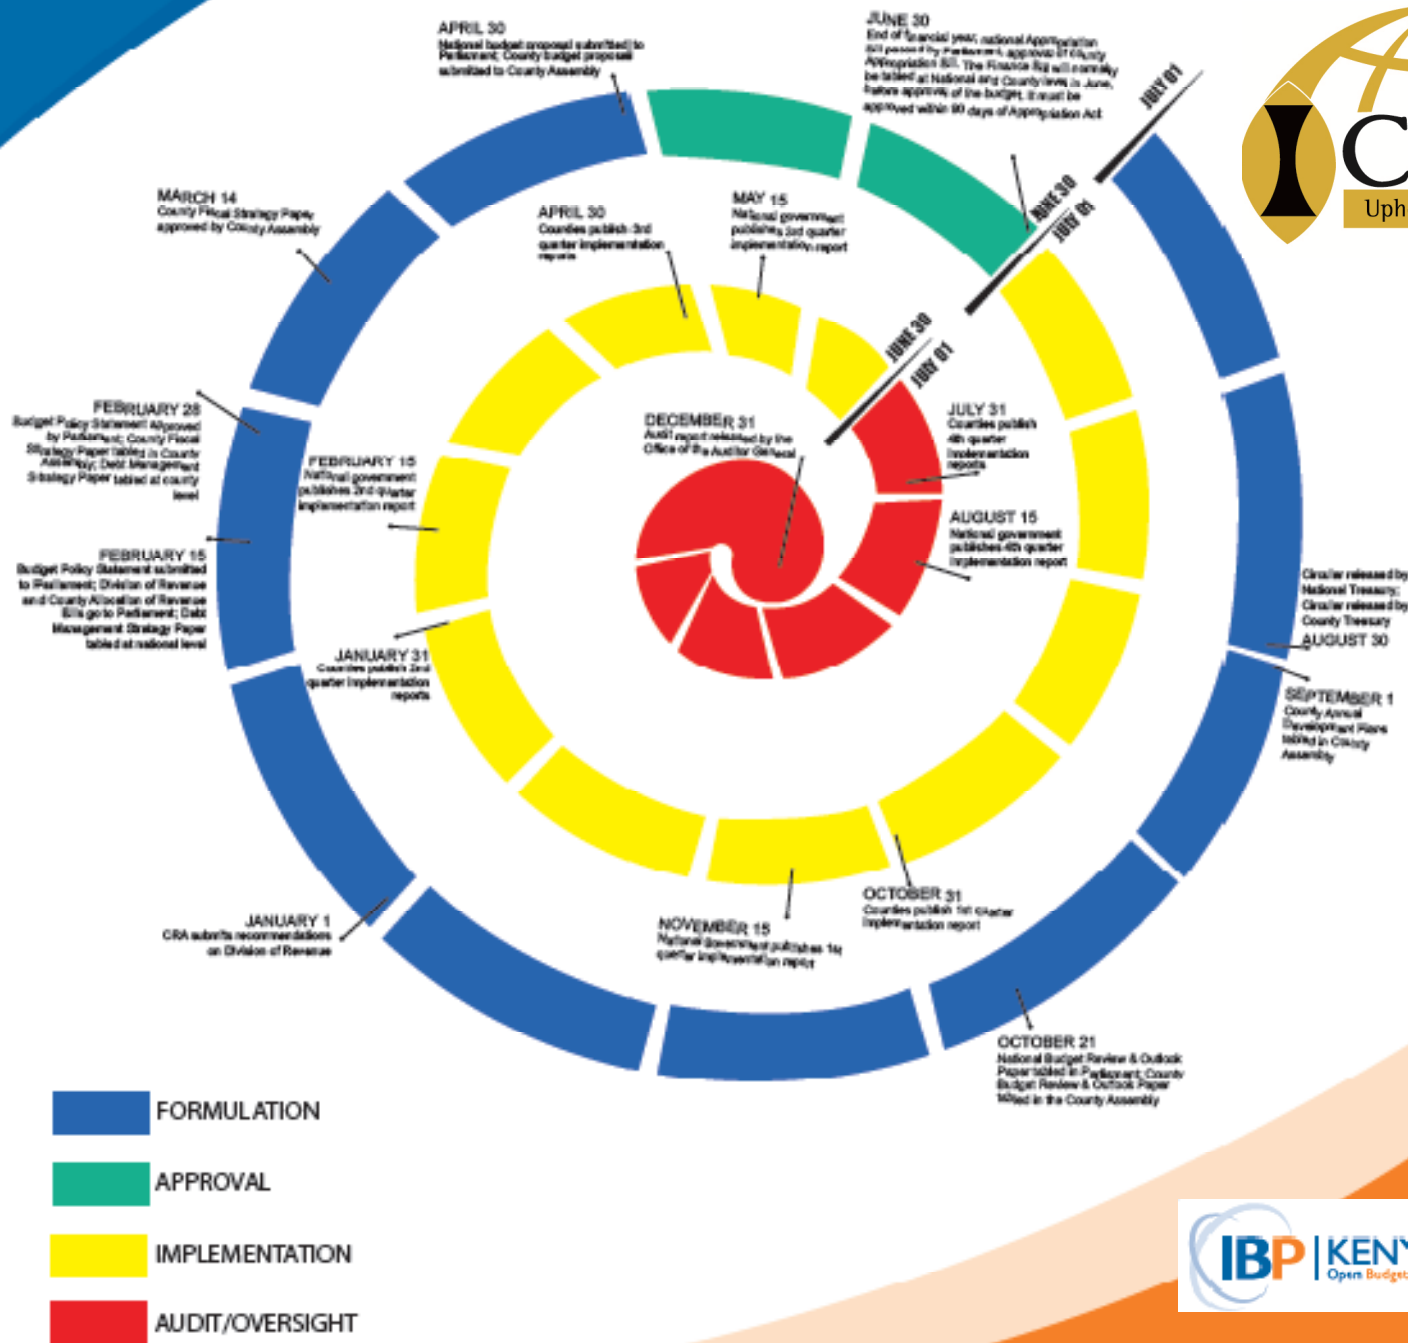 APRIL 30
National budget proposal submitted to
Parliament; County budget proposal
submitted to County Assembly
JUNE 30
End of financial year, national Appropriation
Bill passed by Parliament, approval of County
Appropriation Bill. The Finance Bill will normally
be tabled at National and County level in June,
before approval of the budget. It must be
approved within 90 days of Appropriation Act
JULY 01
C
Uph
MARCH 14
County Fiscal Strategy Paper
approved by County Assembly
APRIL 30
Counties publish 3rd
quarter implementation
reports
MAY 15
National government
publishes 3rd quarter
implementation report
JUNE 30
JULY 01
JUNE 30
JULY 01
FEBRUARY 28
Budget Policy Statement Approved
by Parliament; County Fiscal
Strategy Paper tabled in County
Assembly; Debt Management
Strategy Paper tabled at county
level
DECEMBER 31
Audit report released by the
Office of the Auditor General
JULY 31
Counties publish
4th quarter
implementation
reports
FEBRUARY 15
National government
publishes 2nd quarter
implementation report
AUGUST 15
National government
publishes 4th quarter
implementation report
FEBRUARY 15
Budget Policy Statement submitted
to Parliament; Division of Revenue
and County Allocation of Revenue
Bills go to Parliament; Debt
Management Strategy Paper
tabled at national level
Circular released by
National Treasury;
Circular released by
County Treasury
AUGUST 30
JANUARY 31
Counties publish 2nd
quarter implementation
reports
SEPTEMBER 1
County Annual
Development Plans
tabled in County
Assembly
JANUARY 1
CRA submits recommendations
on Division of Revenue
NOVEMBER 15
National Government publishes 1st
quarter implementation report
OCTOBER 31
Counties publish 1st quarter
implementation report
OCTOBER 21
National Budget Review & Outlook
Paper tabled in Parliament; County
Budget Review & Outlook Paper
tabled in the County Assembly
FORMULATION
APPROVAL
IMPLEMENTATION
AUDIT/OVERSIGHT
IBP | KENY
Open Budget